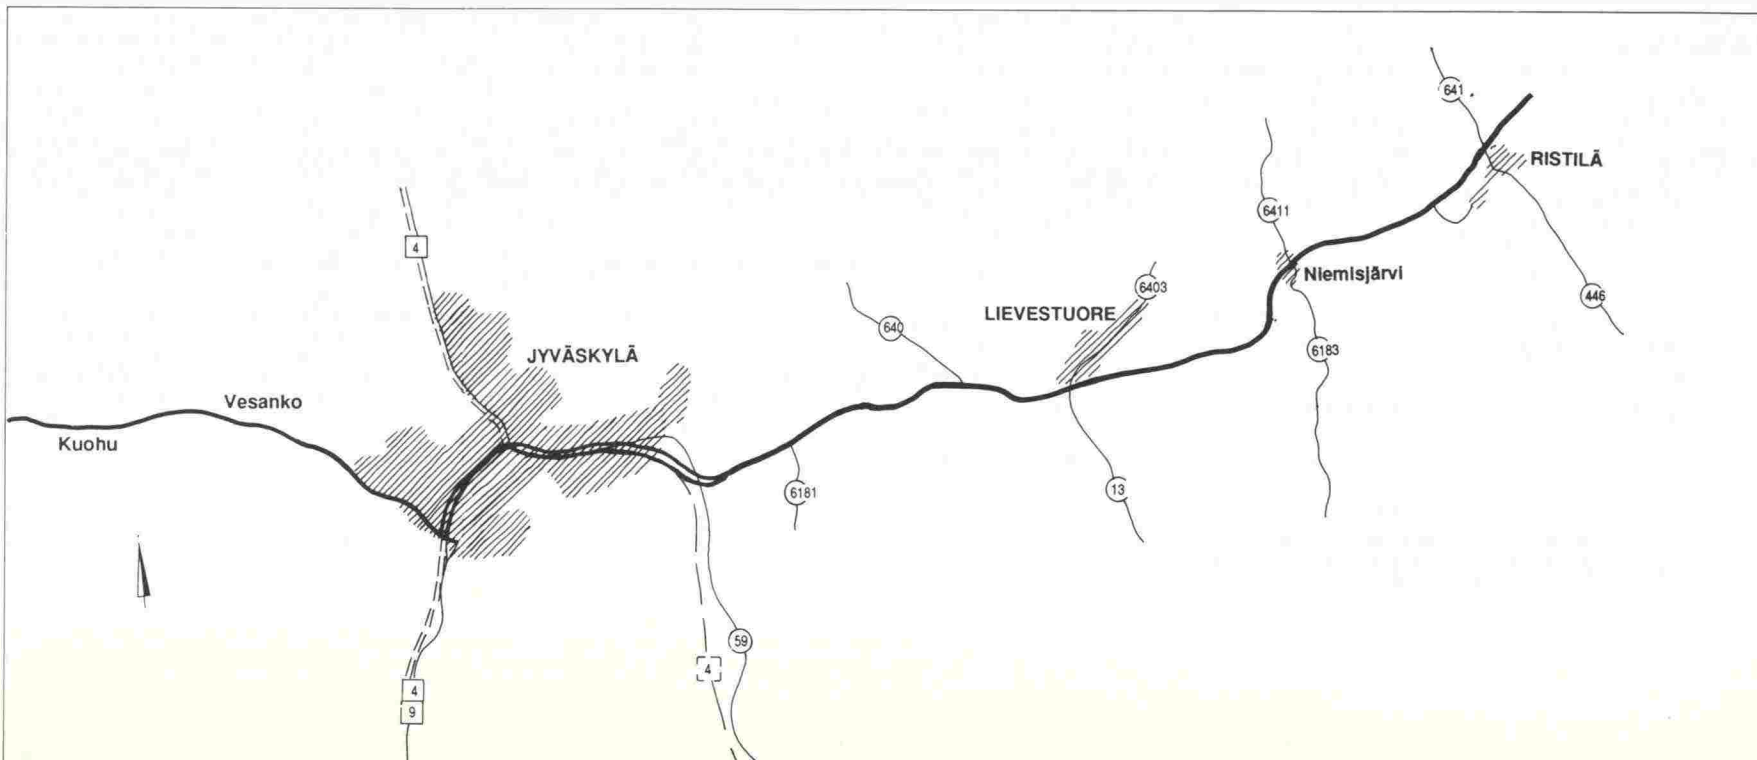 641
RISTILÄ
6411
4
Niemisjärvi
6403
446
LIEVESTUORE
640
6183
JYVÄSKYLÄ
Vesanko
Kuohu
6181
13
59
4
4
9